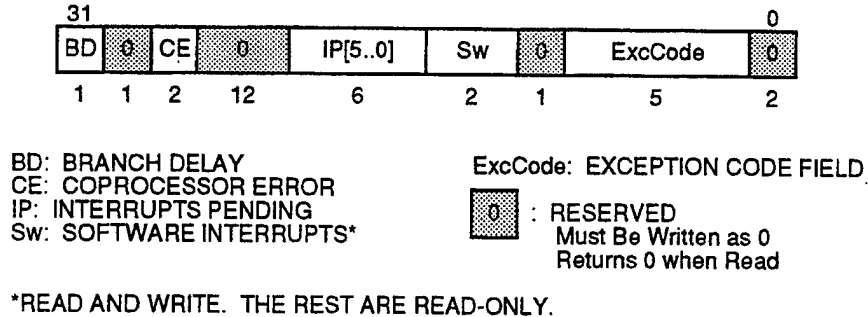 31 0
BD 0 CE 0 IP[5..0] Sw 0 ExcCode 0
1 1 2 12 6 2 1 5 2
BD: BRANCH DELAY
CE: COPROCESSOR ERROR
IP: INTERRUPTS PENDING
Sw: SOFTWARE INTERRUPTS*
ExcCode: EXCEPTION CODE FIELD
0 : RESERVED
Must Be Written as 0
Returns 0 when Read
*READ AND WRITE. THE REST ARE READ-ONLY.